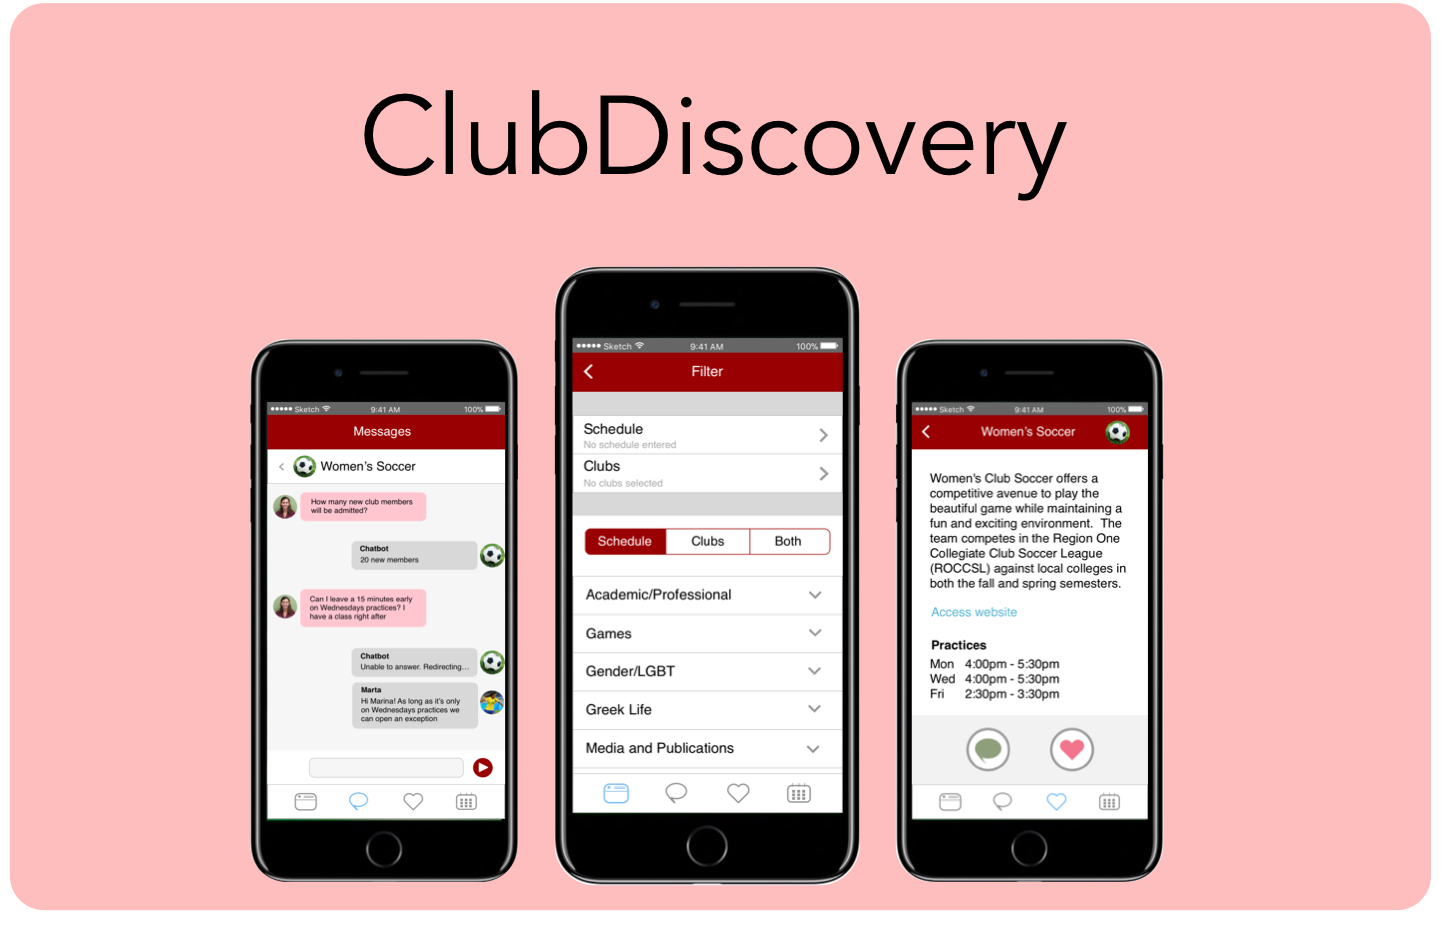 ClubDiscovery
Sketch 9:41 AM 100%
Messages
Women's Soccer
How many new club members
will be admitted?
Chatbot
20 new members
Can I leave a 15 minutes early
on Wednesdays practices? I
have a class right after
Chatbot
Unable to answer. Redirecting...
Marta
Hi Marina! As long as it's only
on Wednesdays practices we
can open an exception
Sketch 9:41 AM 100%
Filter
Schedule
No schedule entered
Clubs
No clubs selected
Schedule Clubs Both
Academic/Professional
Games
Gender/LGBT
Greek Life
Media and Publications
Sketch 9:41 AM 100%
Women's Soccer
Women's Club Soccer offers a
competitive avenue to play the
beautiful game while maintaining a
fun and exciting environment. The
team competes in the Region One
Collegiate Club Soccer League
(ROCCSL) against local colleges in
both the fall and spring semesters.
Access website
Practices
Mon 4:00pm - 5:30pm
Wed 4:00pm - 5:30pm
Fri 2:30pm - 3:30pm